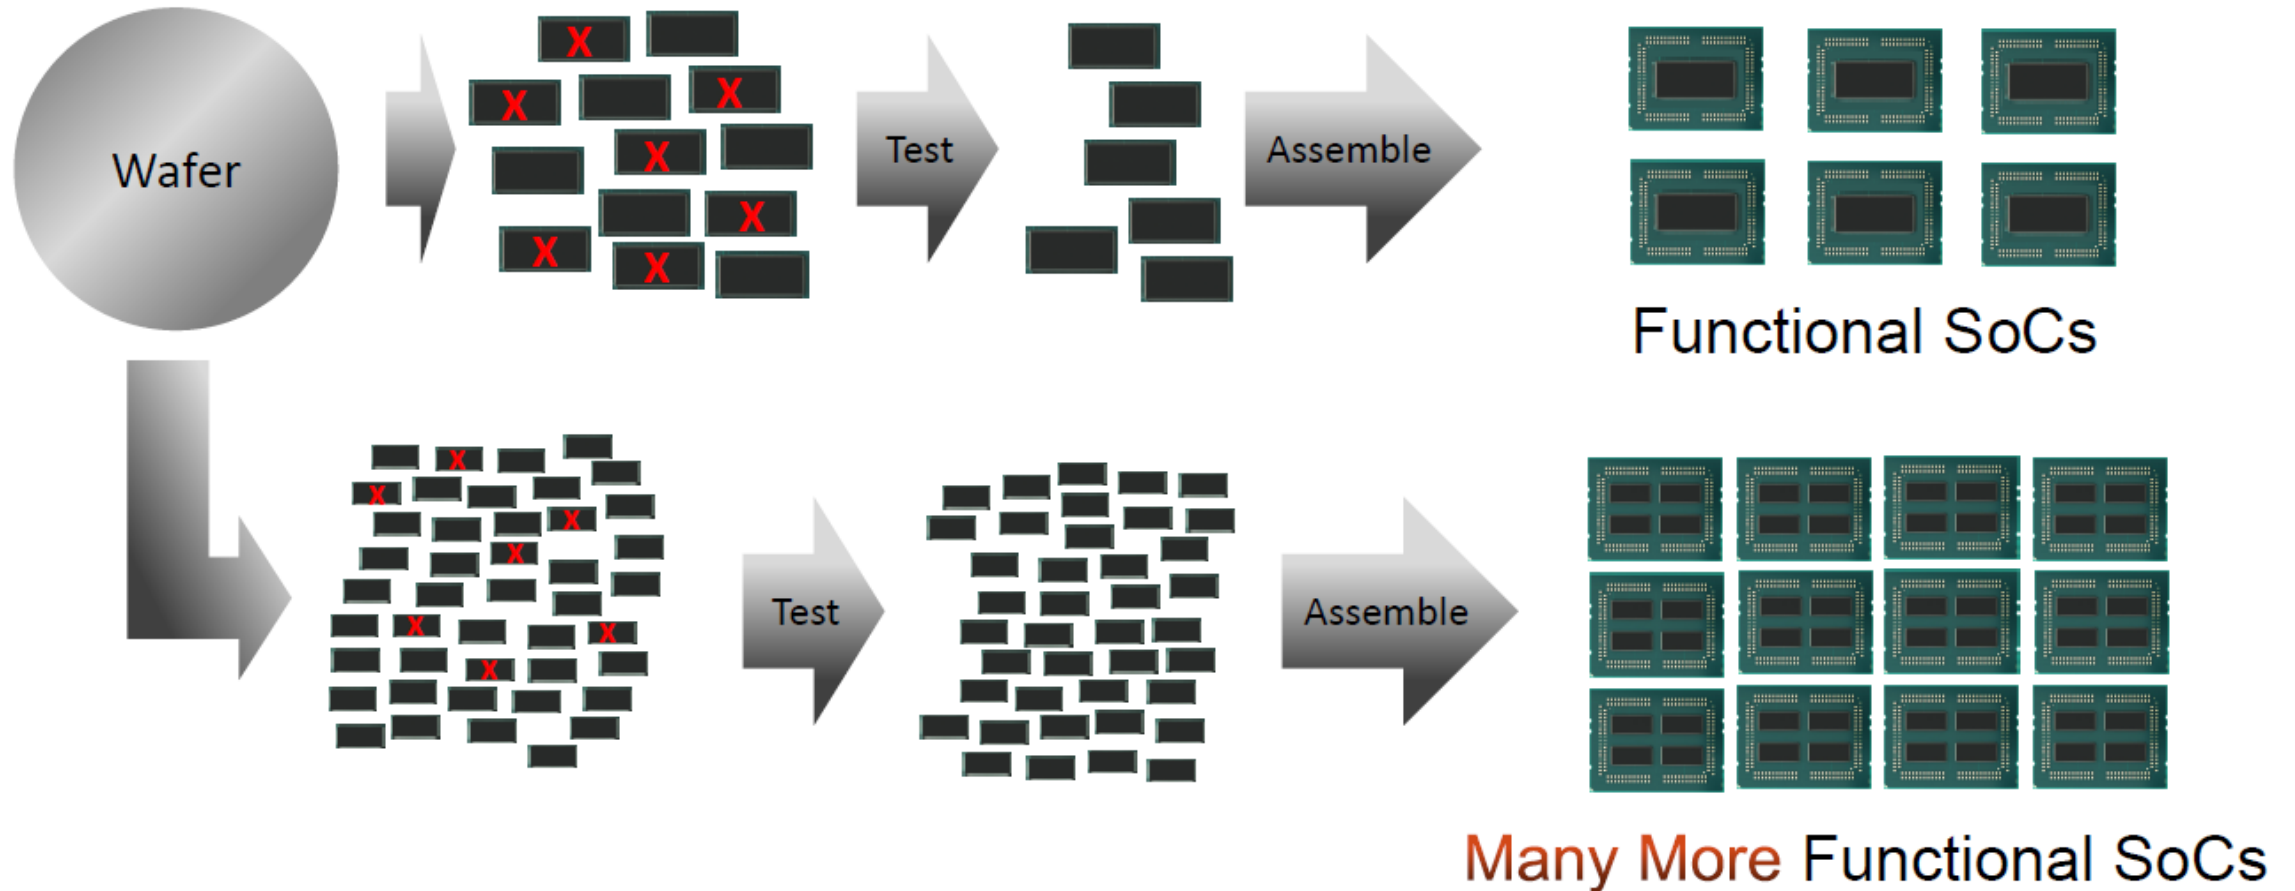 Wafer
X
X
X
X
X
X
X
Test
Assemble
Functional SoCs
X
X
X
X
X
X
X
Test
Assemble
Many More Functional SoCs